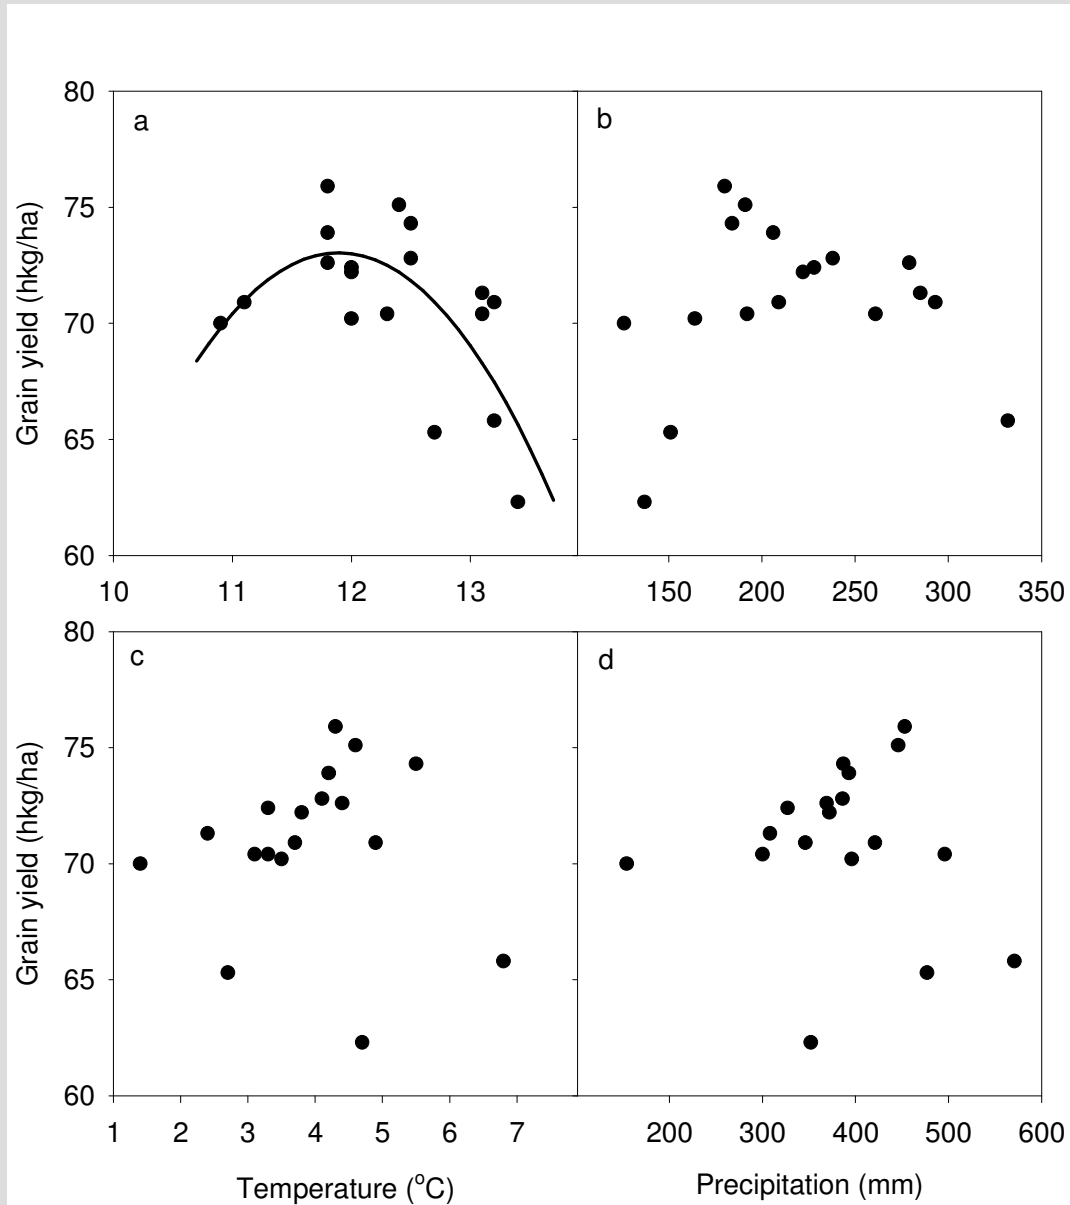 80
a
b
75
70
65
60
Grain yield (hkg/ha)
10 11 12 13
150 200 250 300 350
80
c
d
75
70
65
60
Grain yield (hkg/ha)
1 2 3 4 5 6 7
200 300 400 500 600
Temperature (°C)
Precipitation (mm)